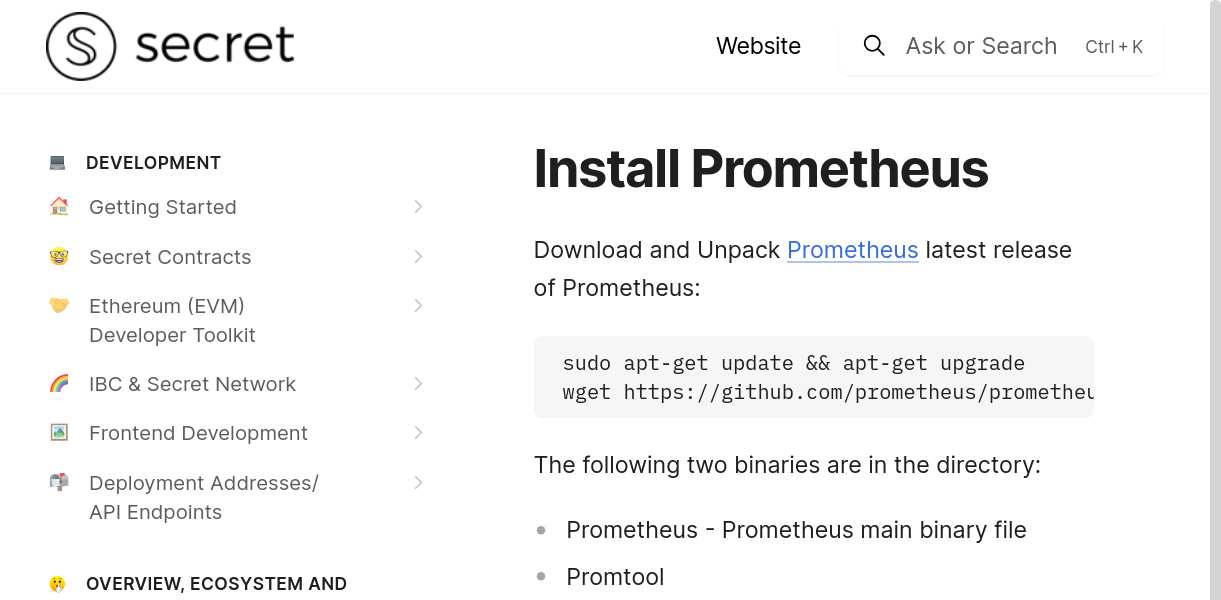 secret
Website
Ask or Search
Ctrl + K
DEVELOPMENT
Getting Started
Secret Contracts
Ethereum (EVM)
Developer Toolkit
IBC & Secret Network
Frontend Development
Deployment Addresses/
API Endpoints
OVERVIEW, ECOSYSTEM AND
Install Prometheus
Download and Unpack Prometheus latest release
of Prometheus:
sudo apt-get update && apt-get upgrade
wget https://github.com/prometheus/prometheu
The following two binaries are in the directory:
Prometheus - Prometheus main binary file
Promtool